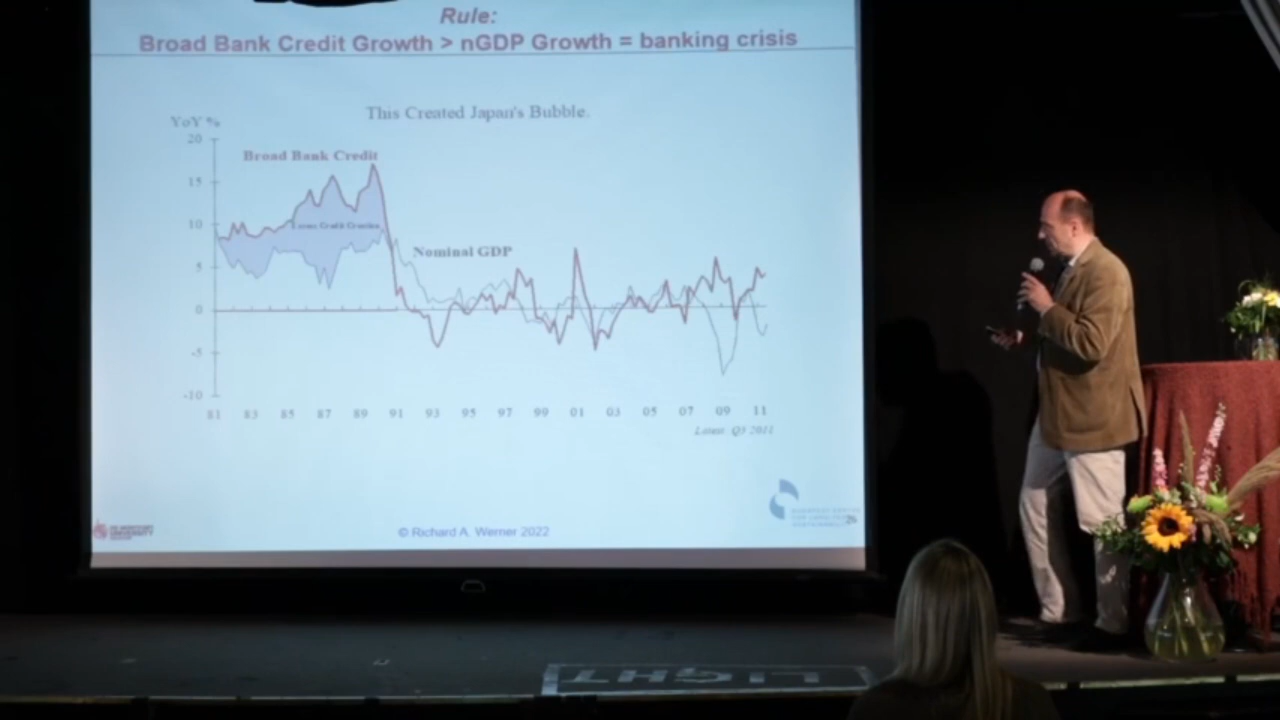 Rule:
Broad Bank Credit Growth > nGDP Growth = banking crisis
This Created Japan's Bubble.
YoY %
20
Broad Bank Credit
15
10
Nominal GDP
5
0
-5
-10
81 83 85 87 89 91 93 95 97 99 01 03 05 07 09 11
Latest Q3 2011
UNIVERSITY
© Richard A. Werner 2022
LIGHT